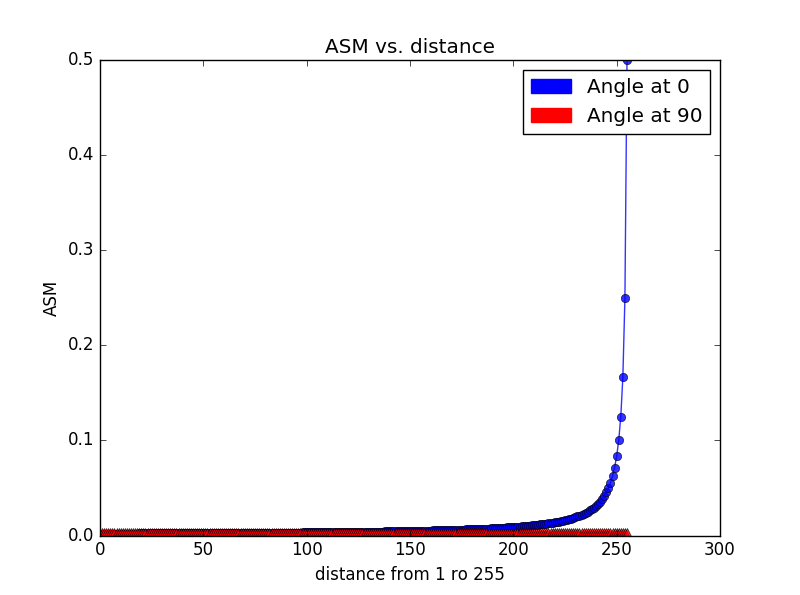 ASM vs. distance
Angle at 0
Angle at 90
0.5
0.4
0.3
0.2
0.1
0.0
ASM
0 50 100 150 200 250 300
distance from 1 ro 255